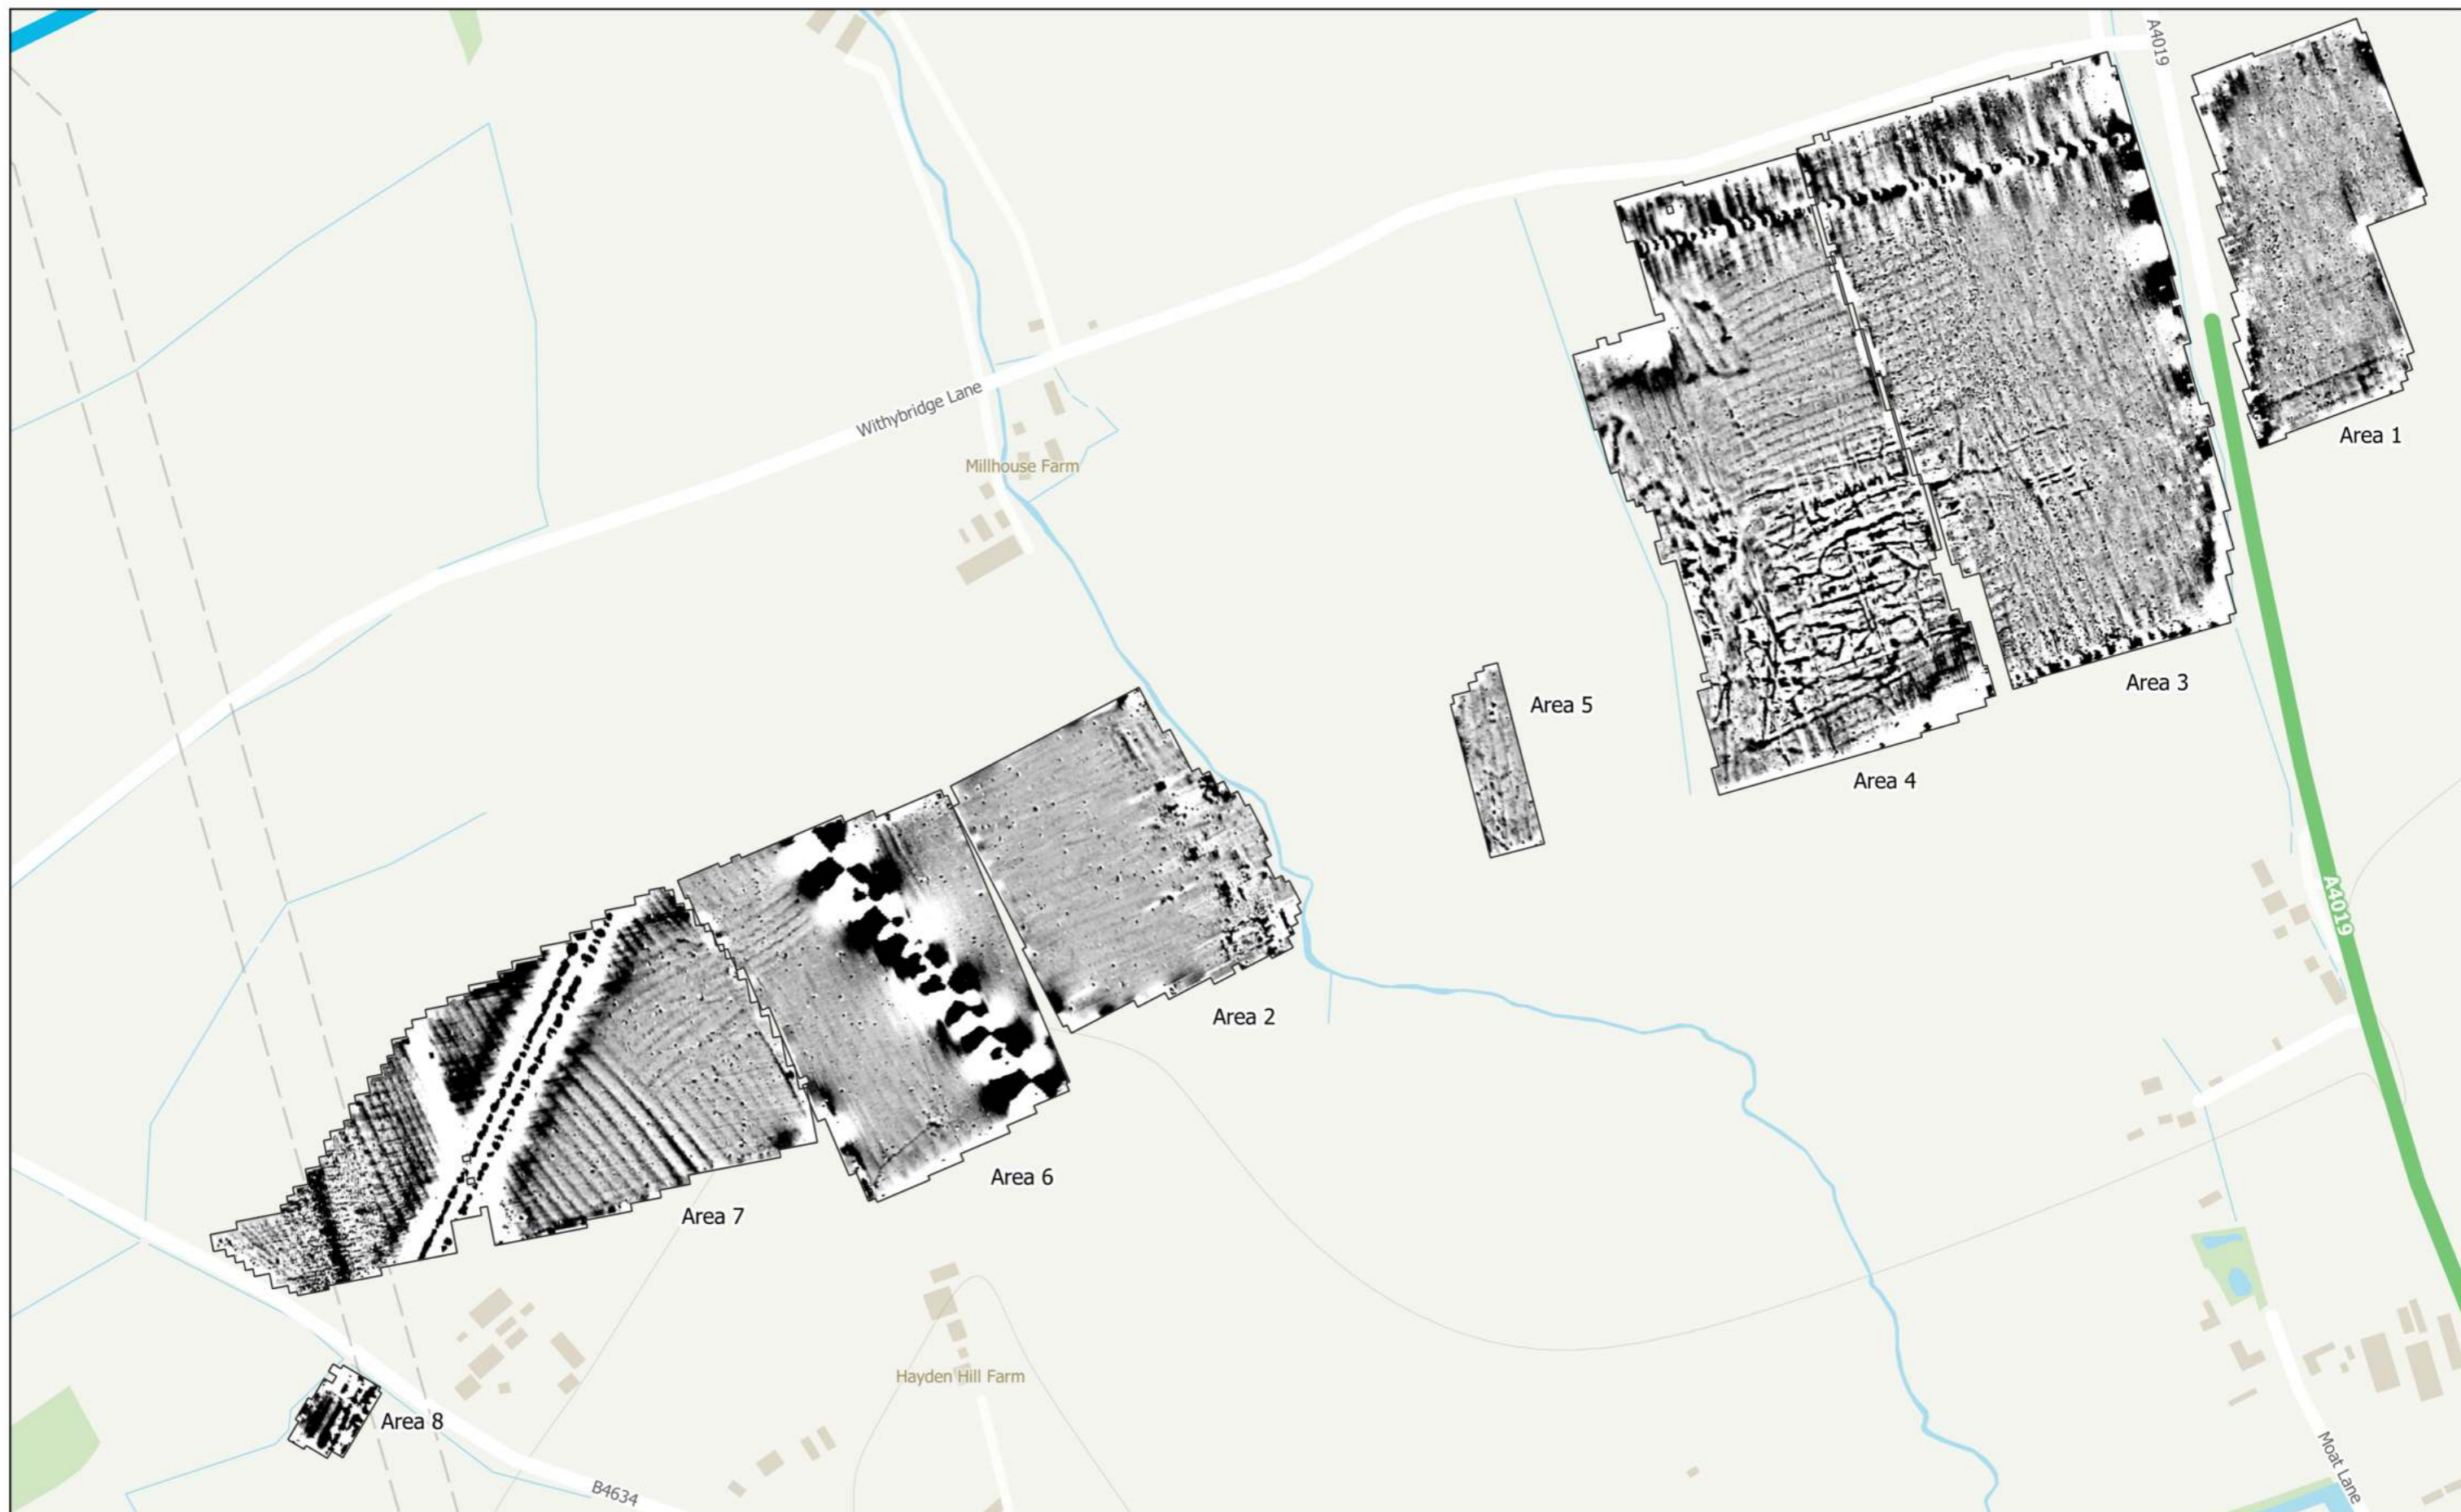 A4019
Area 1
Withybridge Lane
Millhouse Farm
Area 3
Area 5
Area 4
A4019
Area 2
Area 6
Area 7
Hayden Hill Farm
Area 8
B4634
Moat Lane